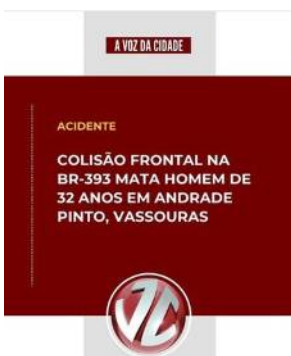 A VOZ DA CIDADE
ACIDENTE
COLISÃO FRONTAL NA
BR-393 MATA HOMEM DE
32 ANOS EM ANDRADE
PINTO, VASSOURAS
VC